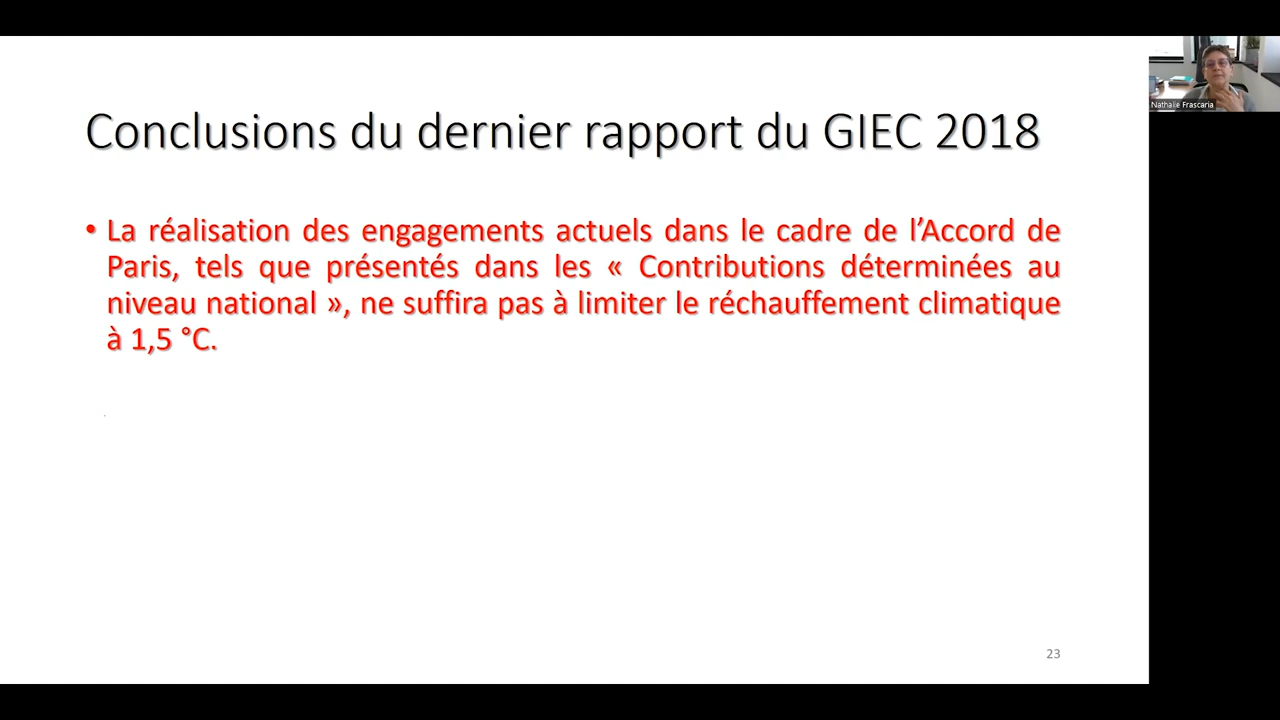 Conclusions du dernier rapport du GIEC 2018
• La réalisation des engagements actuels dans le cadre de l’Accord de
Paris, tels que présentés dans les « Contributions déterminées au
niveau national », ne suffira pas à limiter le réchauffement climatique
à 1,5 °C.
23
Nathalie Frascaria